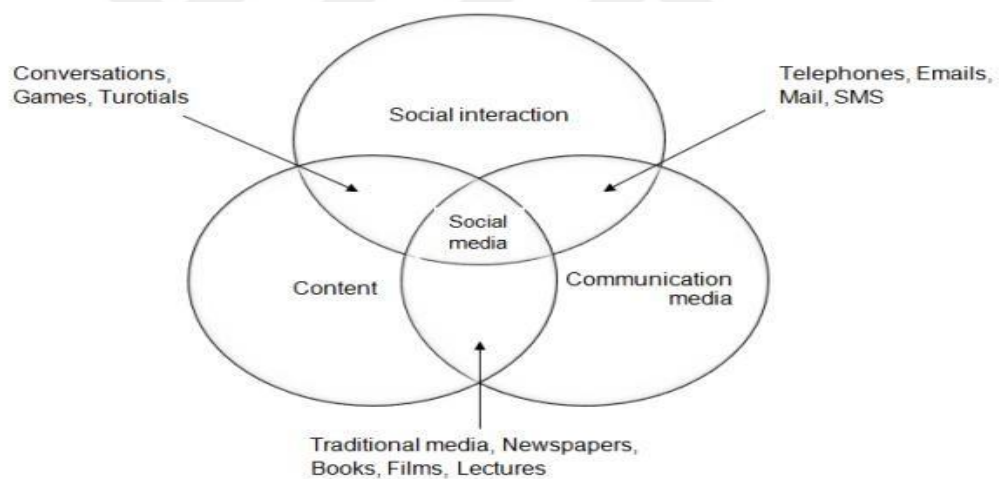 Conversations,
Games, Turotials
Telephones, Emails,
Mail, SMS
Social interaction
Social
media
Content
Communication
media
Traditional media, Newspapers,
Books, Films, Lectures